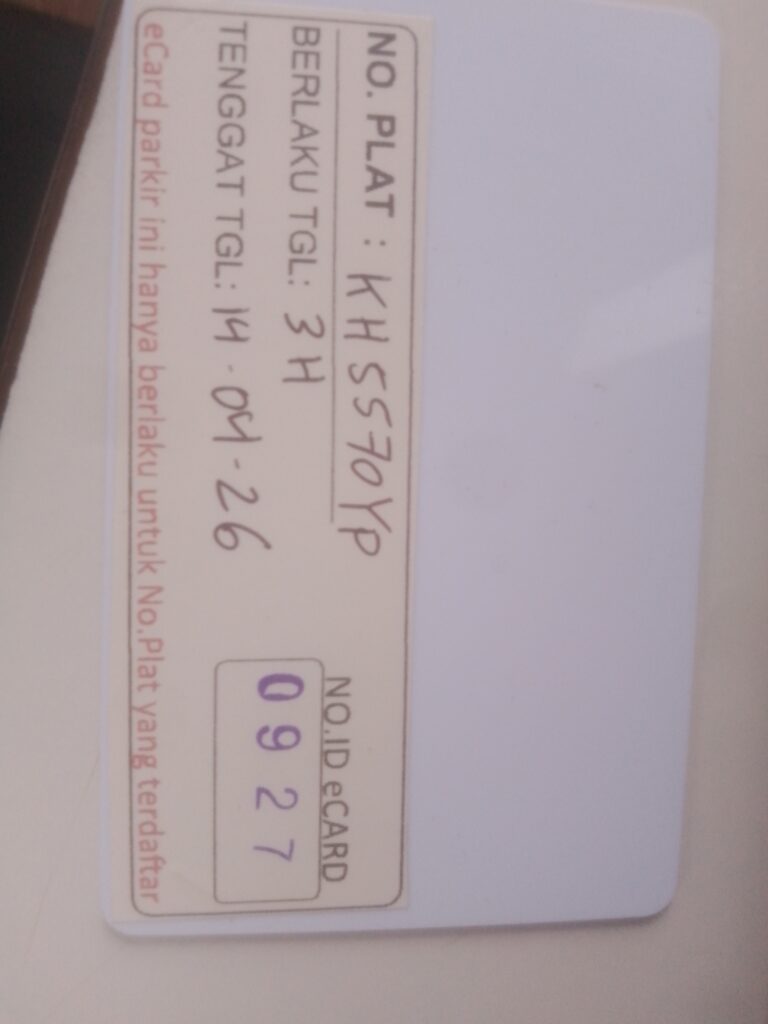 NO. PLAT : KH 5570 YP
BERLAKU TGL: 3 H
TENGGAT TGL: 14-04-26
NO.ID eCARD
0927
eCard parkir ini hanya berlaku untuk No.Plat yang terdaftar